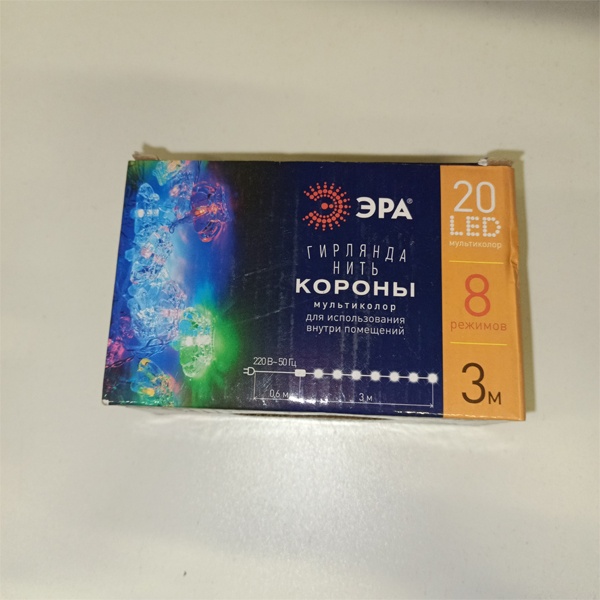 ЭРА®
ГИРЛЯНДА
НИТЬ
КОРОНЫ
мультиколор
для использования
внутри помещений
220 В~50 Гц
0,6 м
3 м
20
LED
мультиколор
8
режимов
3м